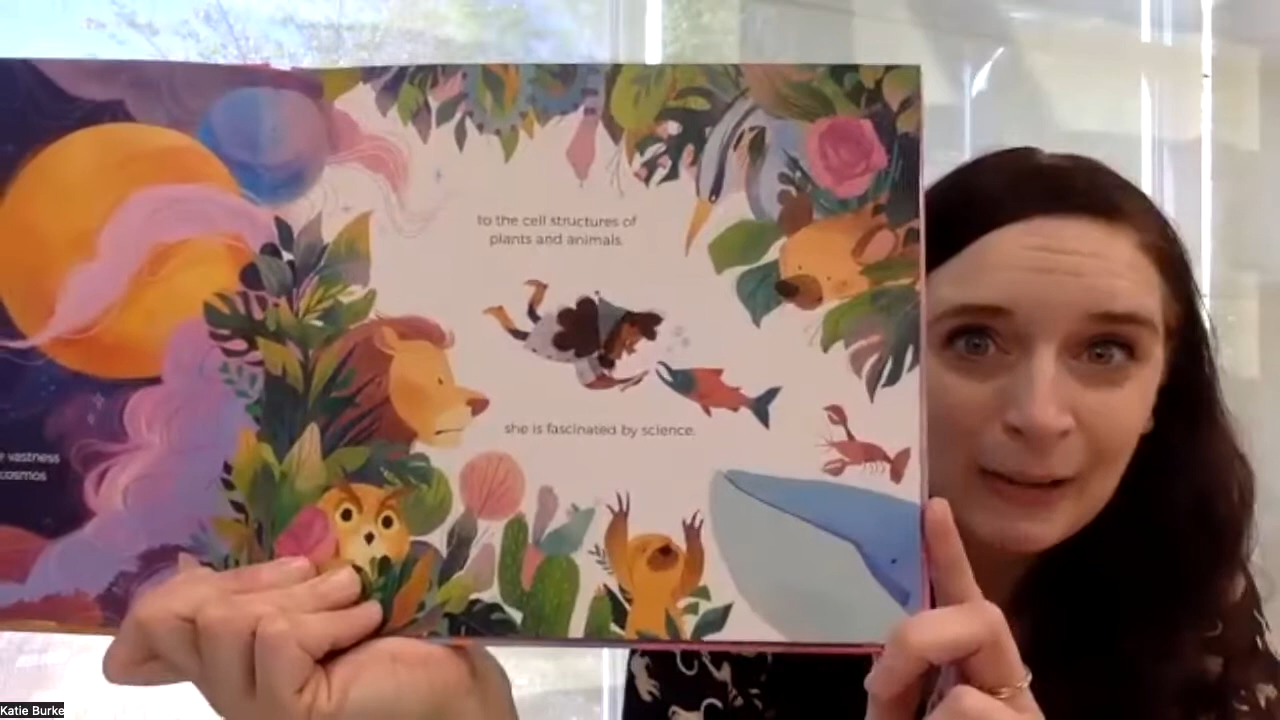 e vastness
cosmos
to the cell structures of
plants and animals.
she is fascinated by science.
Katie Burke